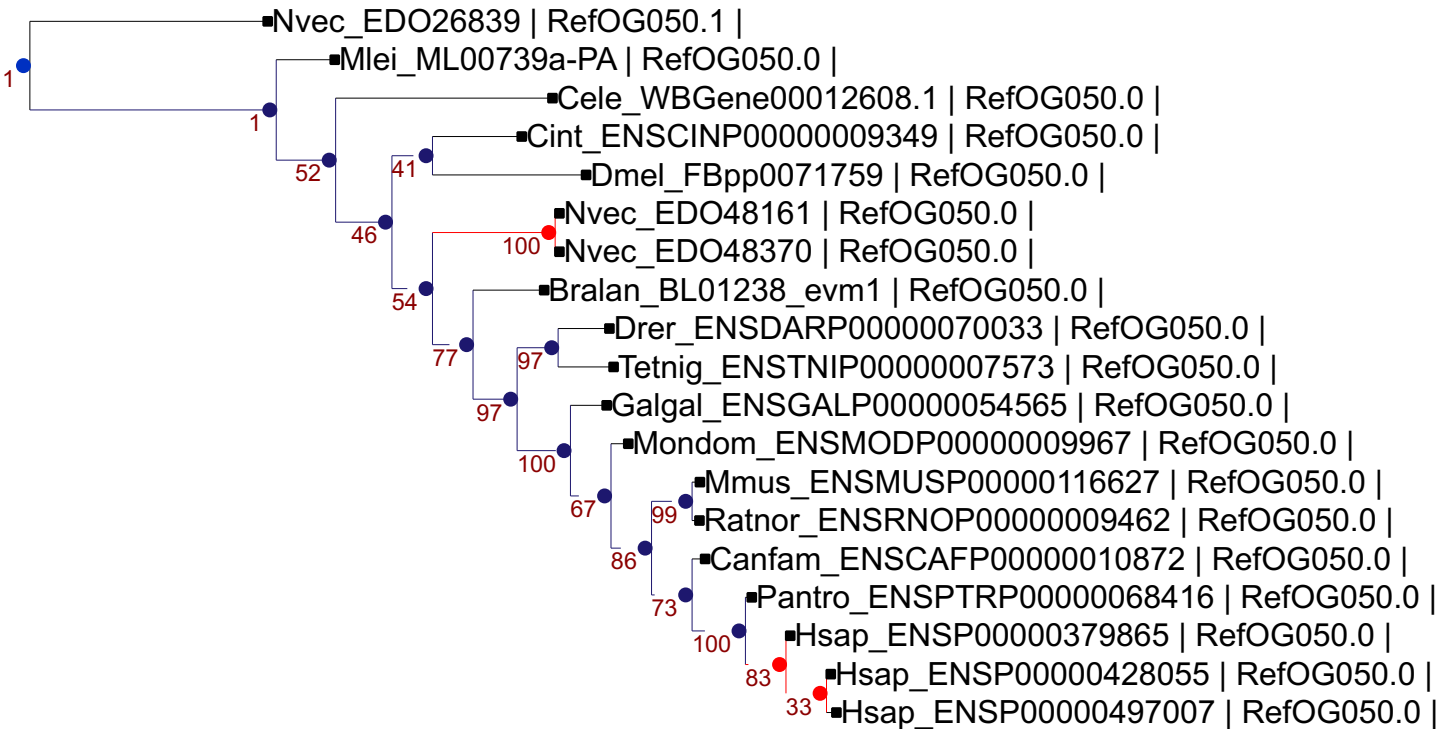 Nvec_EDO26839 | RefOG050.1 |
1
Mlei_ML00739a-PA | RefOG050.0 |
Cele_WBGene00012608.1 | RefOG050.0 |
1
Cint_ENSCINP00000009349 | RefOG050.0 |
52
41
Dmel_FBpp0071759 | RefOG050.0 |
Nvec_EDO48161 | RefOG050.0 |
46
100
Nvec_EDO48370 | RefOG050.0 |
Bralan_BL01238_evm1 | RefOG050.0 |
54
Drer_ENSDARP00000070033 | RefOG050.0 |
77
97
Tetnig_ENSTNIP00000007573 | RefOG050.0 |
Galgal_ENSGALP00000054565 | RefOG050.0 |
97
Mondom_ENSMODP00000009967 | RefOG050.0 |
100
Mmus_ENSMUSP00000116627 | RefOG050.0 |
67
99
Ratnor_ENSRNOP00000009462 | RefOG050.0 |
86
Canfam_ENSCAFP00000010872 | RefOG050.0 |
Pantro_ENSPTRP00000068416 | RefOG050.0 |
73
Hsap_ENSP00000379865 | RefOG050.0 |
100
Hsap_ENSP00000428055 | RefOG050.0 |
83
33
Hsap_ENSP00000497007 | RefOG050.0 |